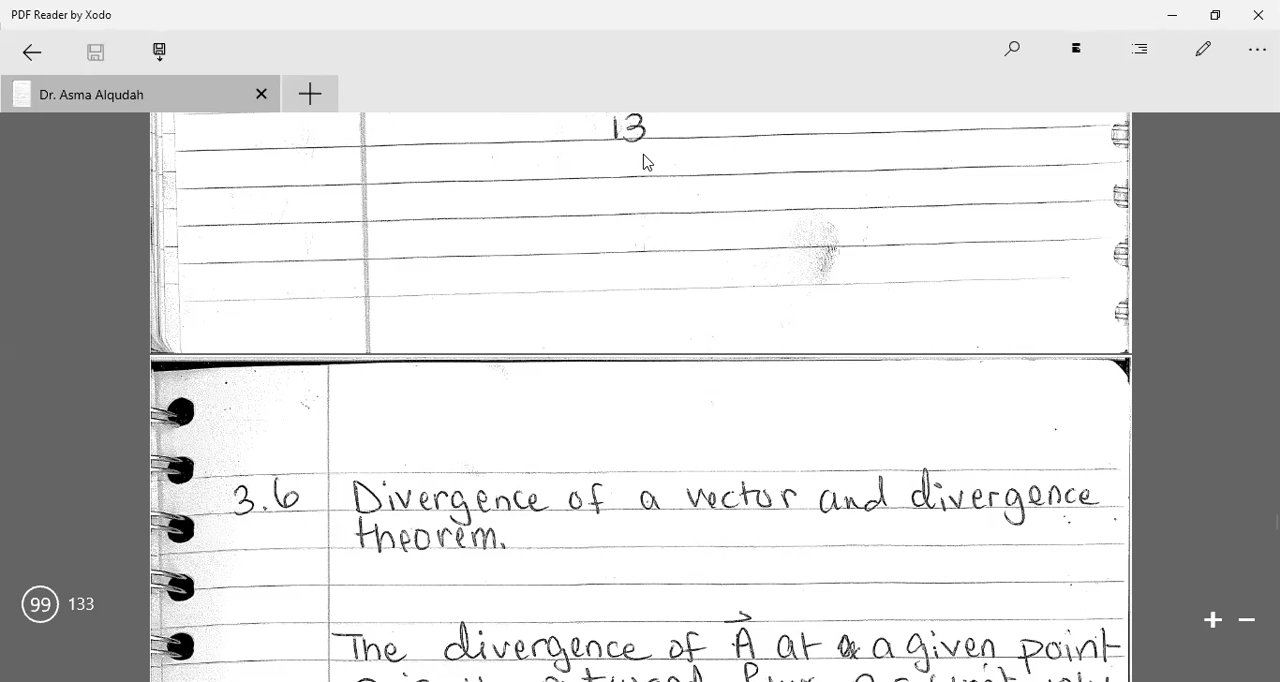 PDF Reader by Xodo
Dr. Asma Alqudah
13
3.6 Divergence of a vector and divergence
theorem.
99 133
The divergence of A⃗ at a given point